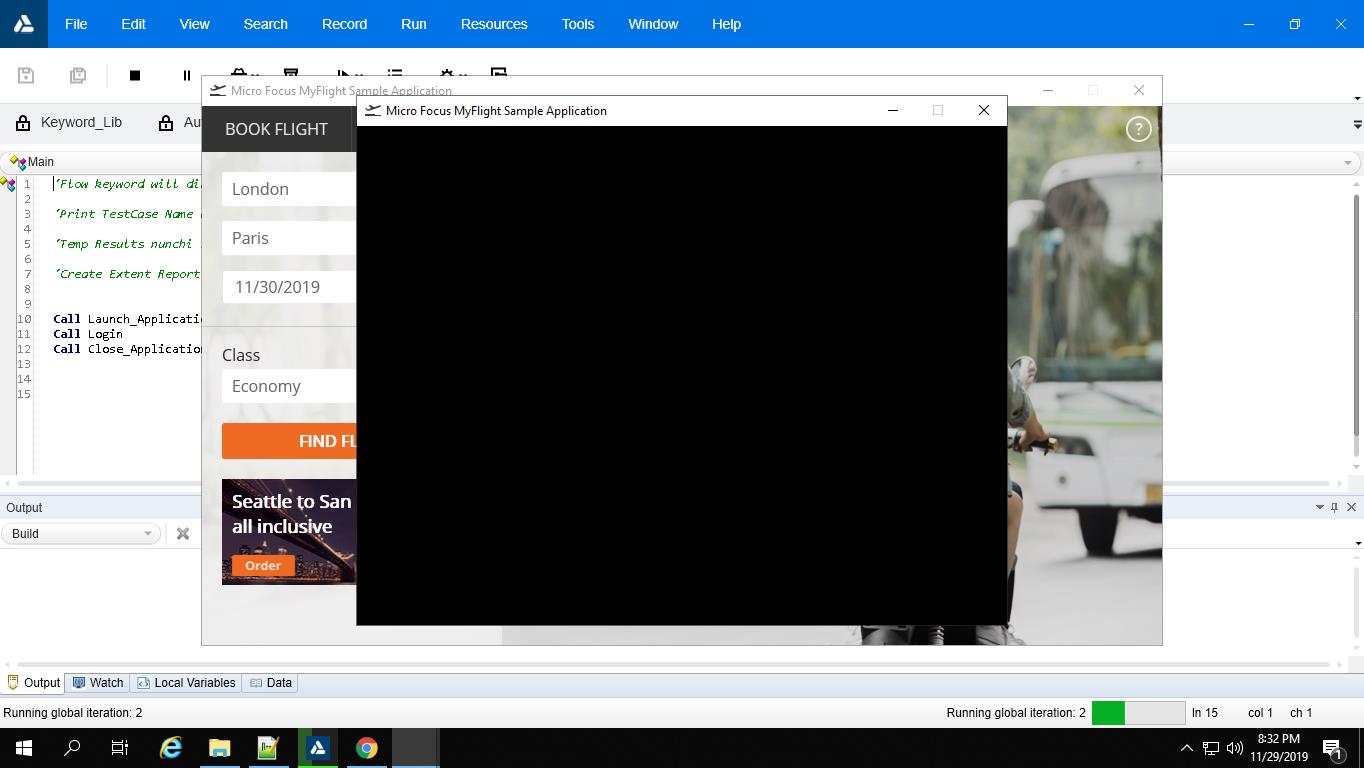 File Edit View Search Record Run Resources Tools Window Help
Micro Focus MyFlight Sample Application
Micro Focus MyFlight Sample Application
Keyword_Lib
BOOK FLIGHT
?
Main
London
Paris
11/30/2019
Class
Economy
FIND FL
Seattle to San
all inclusive
Order
1 'Flow keyword will
2
3 'Print TestCase Name
4
5 'Temp Results nunchi
6
7 'Create Extent Report
8
9
10 Call Launch_Applicatio
11 Call Login
12 Call Close_Application
13
14
15
Output
Build
Output Watch Local Variables Data
Running global iteration: 2
Running global iteration: 2 ln 15 col 1 ch 1
8:32 PM
11/29/2019
1